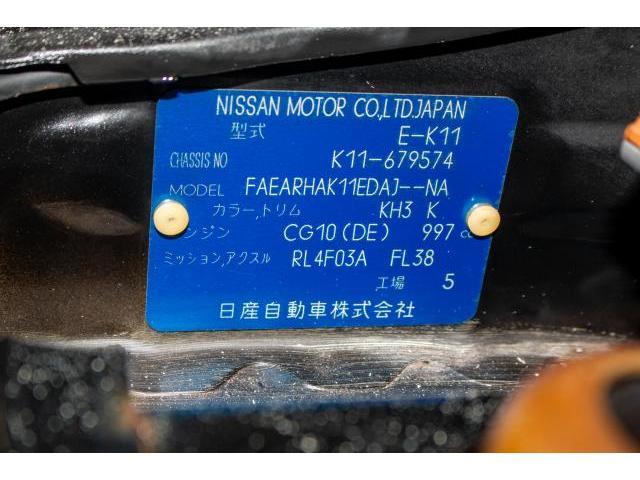 NISSAN MOTOR CO.,LTD.JAPAN
型式 E-K11
CHASSIS NO K11-679574
MODEL FAEARHAK11EDAJ--NA
カラー,トリム KH3 K
ンジン CG10(DE) 997 cc
ミッション,アクスル RL4F03A FL38
工場 5
日産自動車株式会社